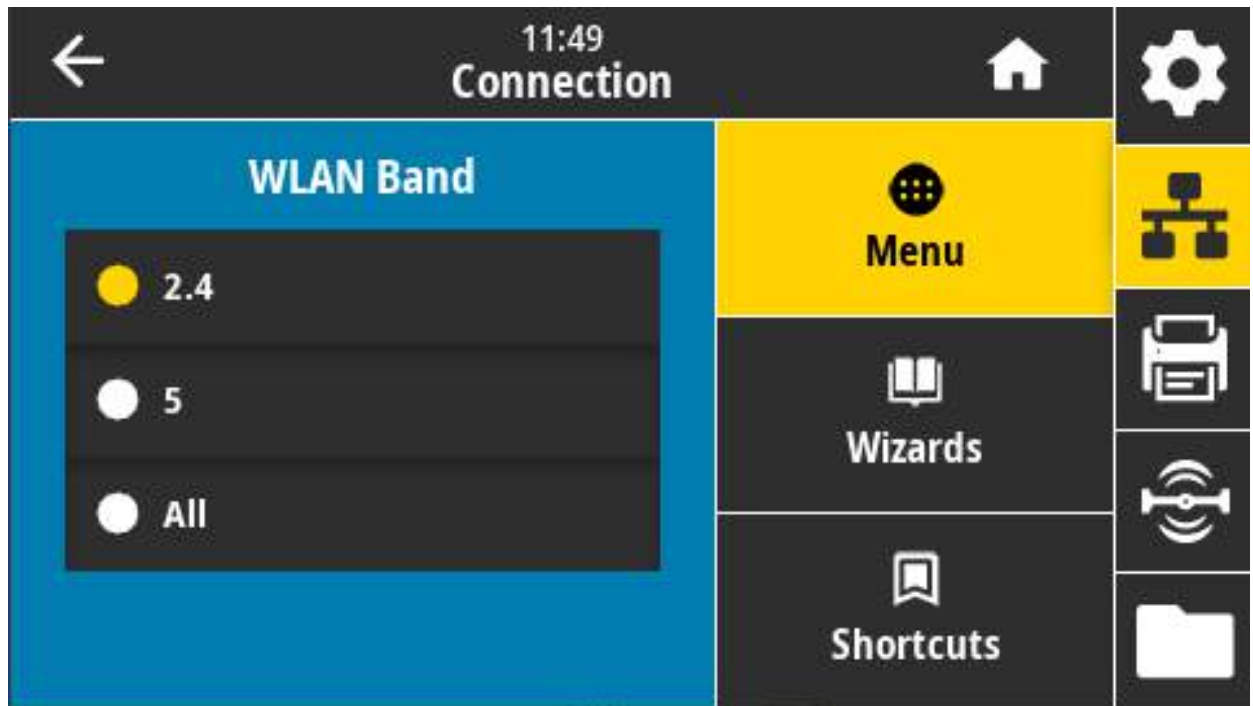 11:49
Connection
WLAN Band
2.4
5
All
Menu
Wizards
Shortcuts